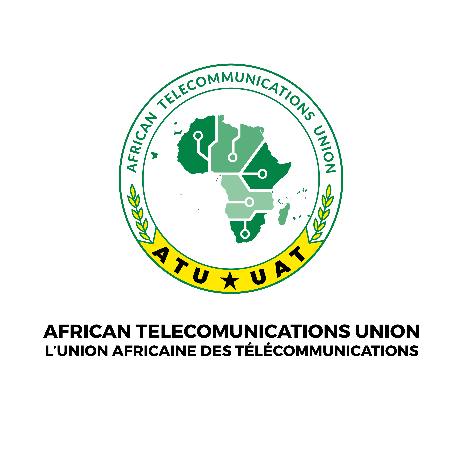 AFRICAN TELECOMMUNICATIONS UNION
ATU ★ UAT
AFRICAN TELECOMUNICATIONS UNION
L'UNION AFRICAINE DES TÉLÉCOMMUNICATIONS